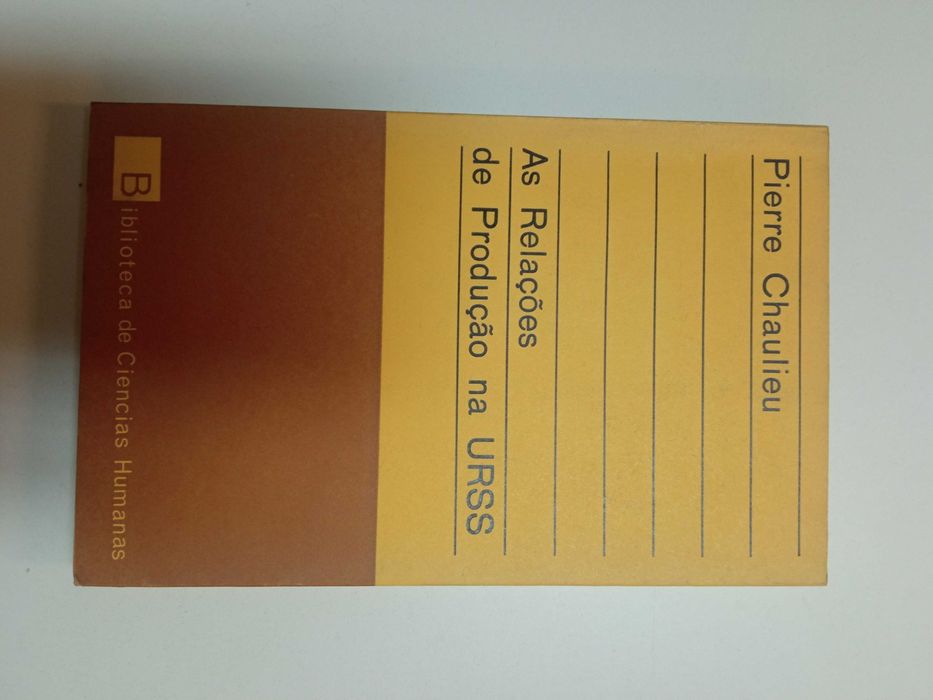 Pierre Chaulieu
As Relações
de Produção na URSS
Biblioteca de Ciencias Humanas